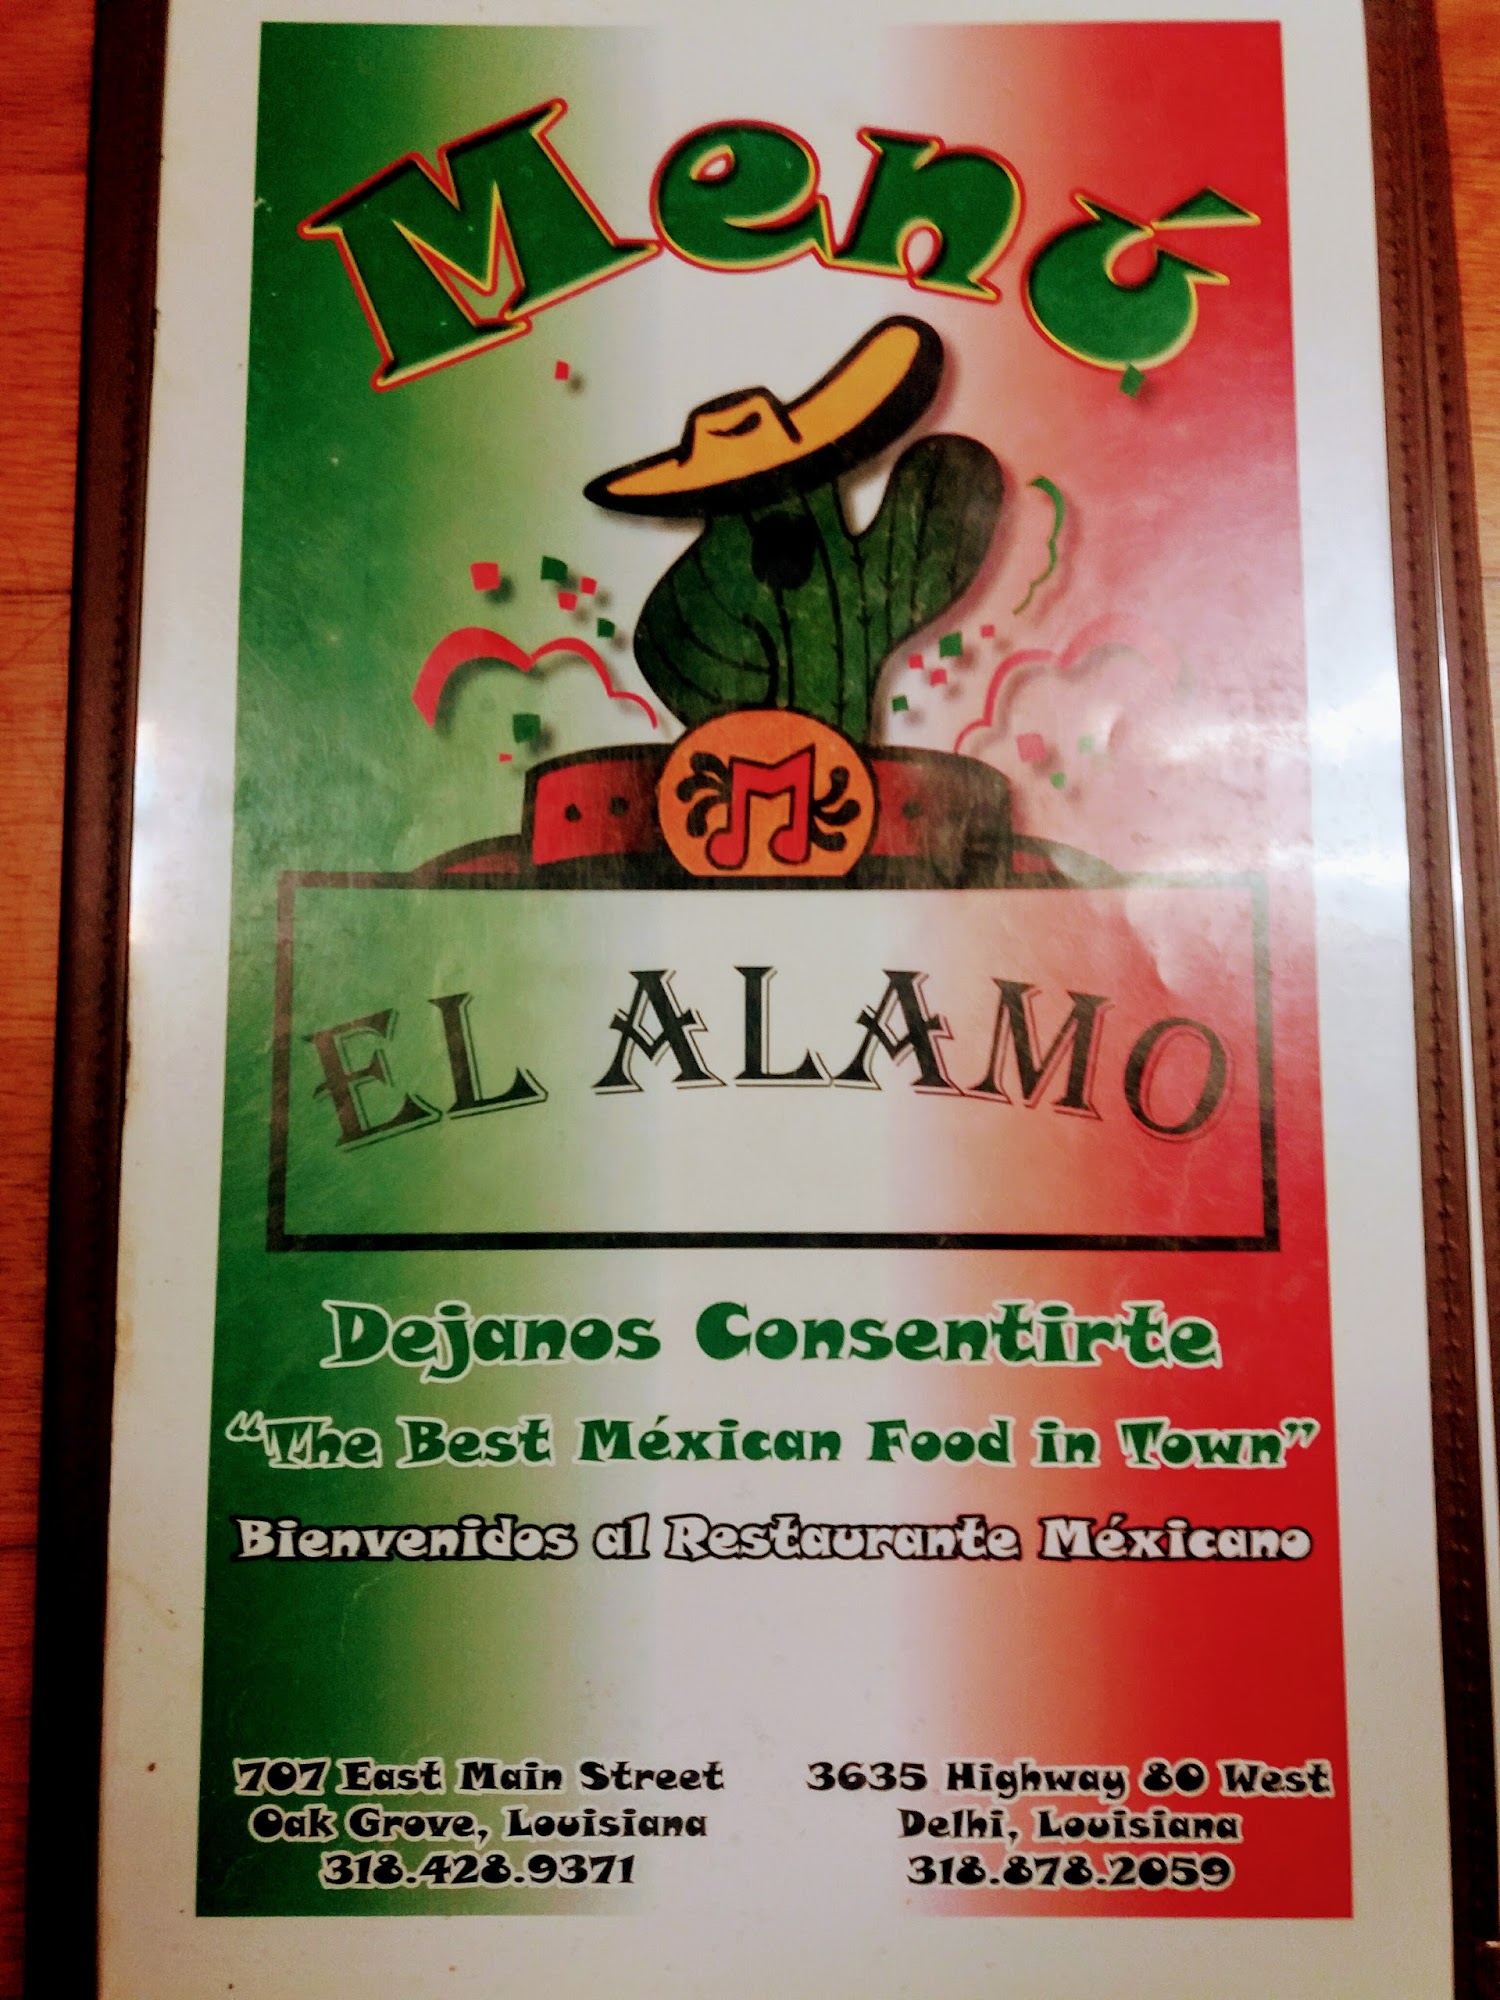 Menú
EL ALAMO
Dejanos Consentirte
"The Best Méxican Food in Town"
Bienvenidos al Restaurante Méxicano
707 East Main Street
Oak Grove, Louisiana
318.428.9371
3635 Highway 80 West
Delhi, Louisiana
318.878.2059